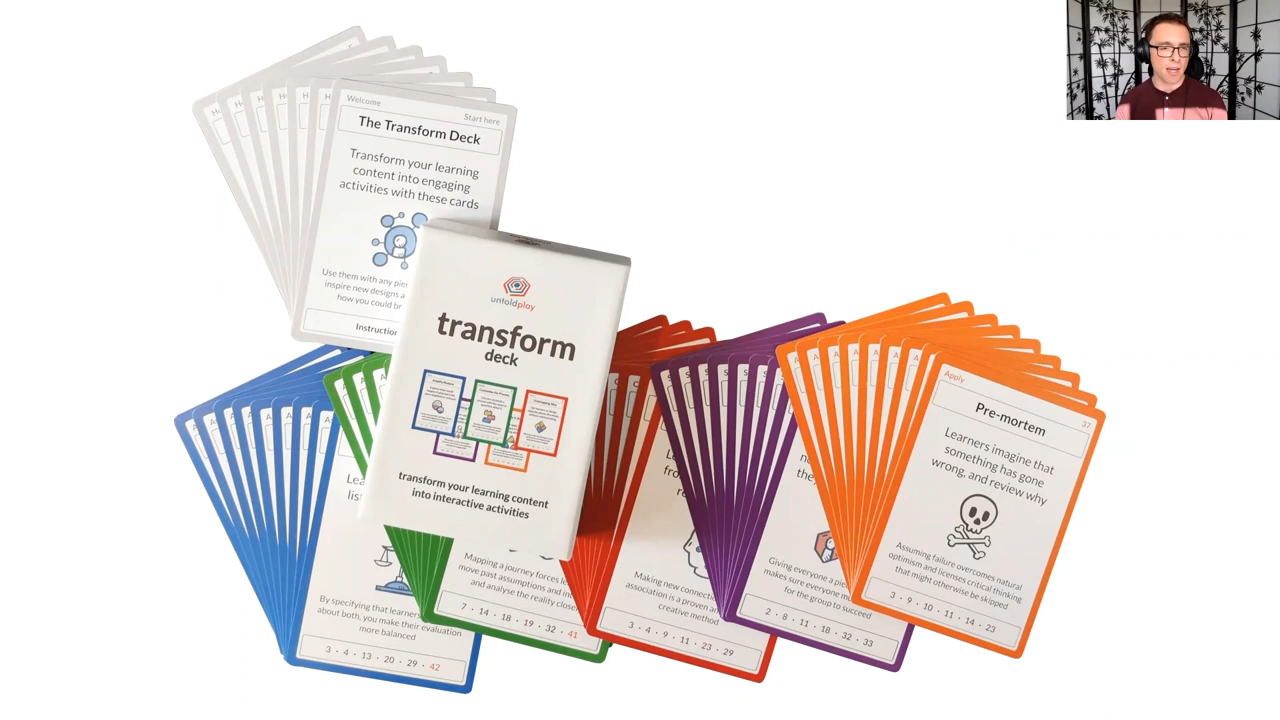 Welcome
Start here
The Transform Deck
Transform your learning
content into engaging
activities with these cards
Use them with any
inspire new designs
how you could
untoldplay
transform
deck
transform your learning content
into interactive activities
By specifying that learners
about both, you make their evaluation
more balanced
3 · 4 · 13 · 20 · 29 · 42
Mapping a journey forces
move past assumptions and
and analyse the reality
7 · 14 · 18 · 19 · 32 · 41
Making new
association is a proven
creative method
3 · 4 · 9 · 11 · 23 · 29
Giving everyone a
makes sure everyone
for the group to succeed
2 · 8 · 11 · 18 · 32 · 33
Apply
37
Pre-mortem
Learners imagine that
something has gone
wrong, and review why
Assuming failure overcomes natural
optimism and licenses critical thinking
that might otherwise be skipped
3 · 9 · 10 · 11 · 14 · 23